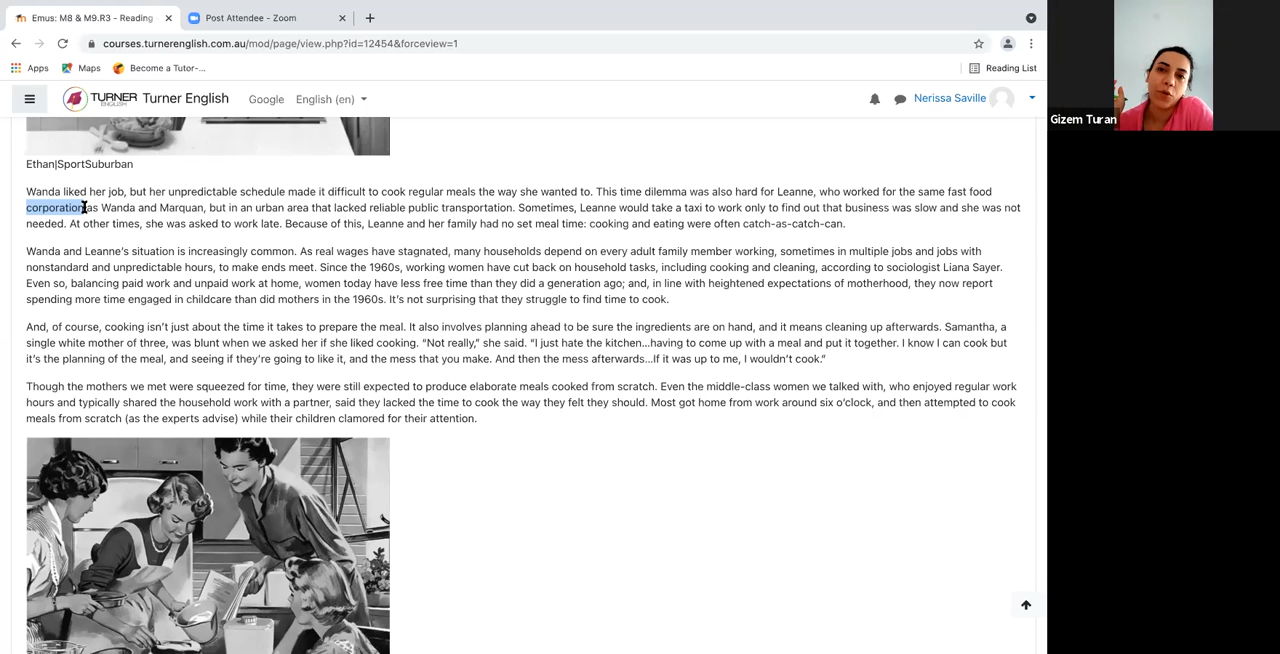 Emus: M8 & M9.R3 - Reading
Post Attendee - Zoom
courses.turnerenglish.com.au/mod/page/view.php?id=12454&forceview=1
Apps
Maps
Become a Tutor-...
Reading List
TURNER
ENGLISH
Turner English
Google
English (en)
Nerissa Saville
Gizem Turan
Ethan|SportSuburban
Wanda liked her job, but her unpredictable schedule made it difficult to cook regular meals the way she wanted to. This time dilemma was also hard for Leanne, who worked for the same fast food
corporation as Wanda and Marquan, but in an urban area that lacked reliable public transportation. Sometimes, Leanne would take a taxi to work only to find out that business was slow and she was not
needed. At other times, she was asked to work late. Because of this, Leanne and her family had no set meal time: cooking and eating were often catch-as-catch-can.
Wanda and Leanne's situation is increasingly common. As real wages have stagnated, many households depend on every adult family member working, sometimes in multiple jobs and jobs with
nonstandard and unpredictable hours, to make ends meet. Since the 1960s, working women have cut back on household tasks, including cooking and cleaning, according to sociologist Liana Sayer.
Even so, balancing paid work and unpaid work at home, women today have less free time than they did a generation ago; and, in line with heightened expectations of motherhood, they now report
spending more time engaged in childcare than did mothers in the 1960s. It's not surprising that they struggle to find time to cook.
And, of course, cooking isn't just about the time it takes to prepare the meal. It also involves planning ahead to be sure the ingredients are on hand, and it means cleaning up afterwards. Samantha, a
single white mother of three, was blunt when we asked her if she liked cooking. “Not really,” she said. “I just hate the kitchen...having to come up with a meal and put it together. I know I can cook but
it's the planning of the meal, and seeing if they're going to like it, and the mess that you make. And then the mess afterwards...If it was up to me, I wouldn't cook.”
Though the mothers we met were squeezed for time, they were still expected to produce elaborate meals cooked from scratch. Even the middle-class women we talked with, who enjoyed regular work
hours and typically shared the household work with a partner, said they lacked the time to cook the way they felt they should. Most got home from work around six o'clock, and then attempted to cook
meals from scratch (as the experts advise) while their children clamored for their attention.